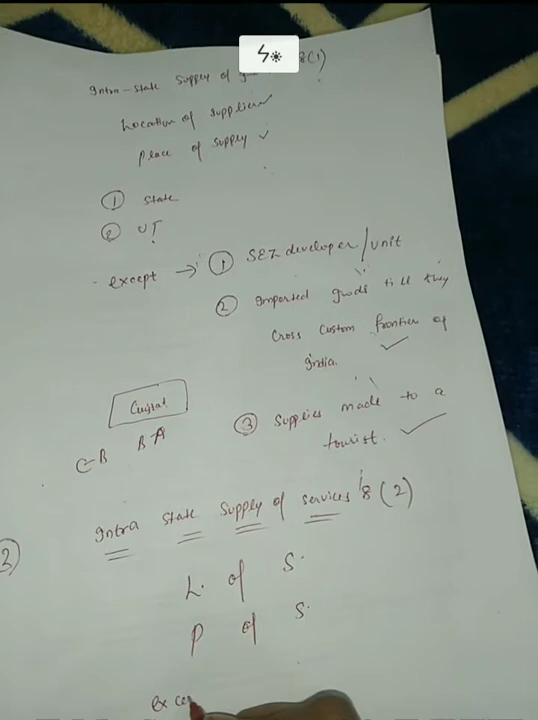 Intra-state supply of 8(1)
Location of supplier
place of supply
① state
② UT
except → ① SEZ developer/unit
② imported goods till they
cross custom frontier of
India.
Gujrat
C-B B A
③ supplies made to a
tourist.
2) Intra state supply of services 8(2)
L. of S.
P of S.
exce